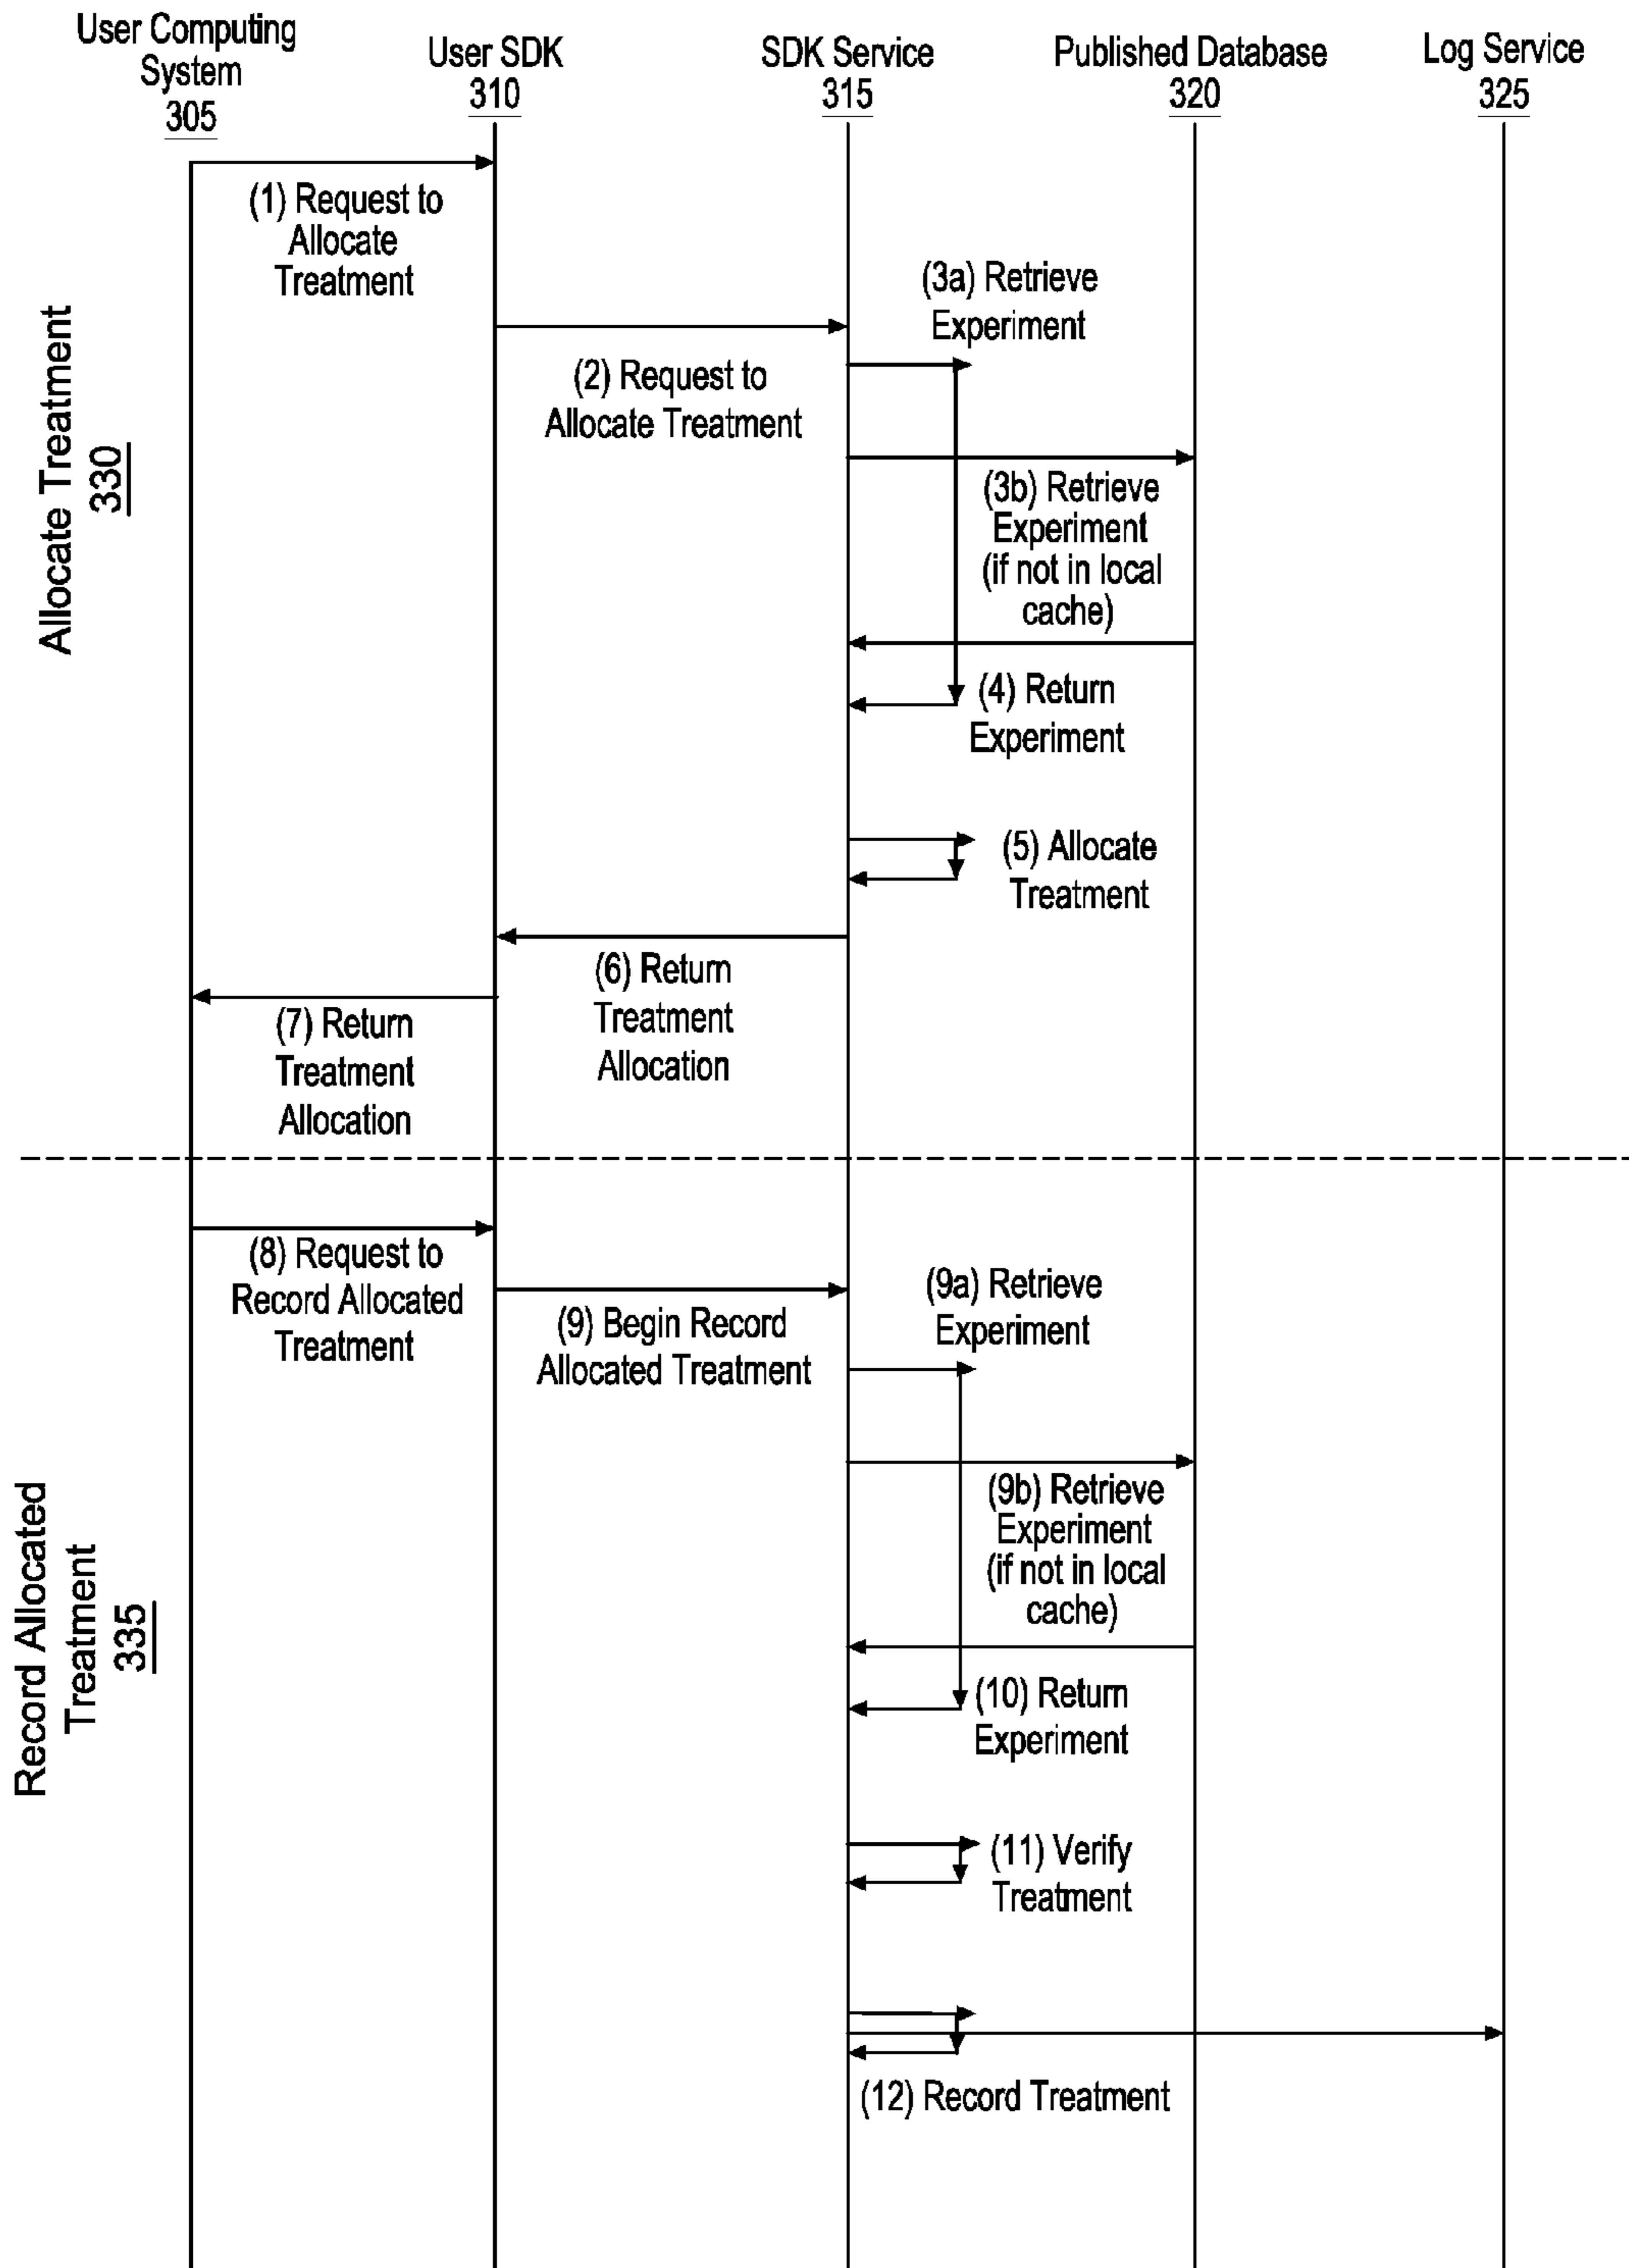 User Computing
System
305
User SDK
310
SDK Service
315
Published Database
320
Log Service
325
Allocate Treatment
330
(1) Request to
Allocate
Treatment
(2) Request to
Allocate Treatment
(3a) Retrieve
Experiment
(3b) Retrieve
Experiment
(if not in local
cache)
(4) Return
Experiment
(5) Allocate
Treatment
(6) Return
Treatment
Allocation
(7) Return
Treatment
Allocation
Record Allocated
Treatment
335
(8) Request to
Record Allocated
Treatment
(9) Begin Record
Allocated Treatment
(9a) Retrieve
Experiment
(9b) Retrieve
Experiment
(if not in local
cache)
(10) Return
Experiment
(11) Verify
Treatment
(12) Record Treatment